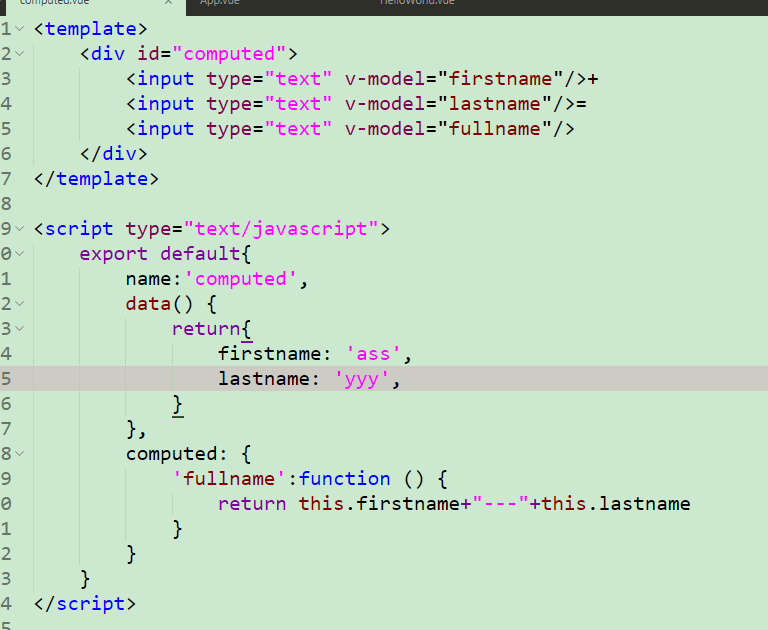 computed.vue × App.vue HelloWorld.vue
1 <template>
2 <div id="computed">
3 <input type="text" v-model="firstname"/>+
4 <input type="text" v-model="lastname"/>=
5 <input type="text" v-model="fullname"/>
6 </div>
7 </template>
8
9 <script type="text/javascript">
0 export default{
1 name:'computed',
2 data() {
3 return{
4 firstname: 'ass',
5 lastname: 'yyy',
6 }
7 },
8 computed: {
9 'fullname':function () {
0 return this.firstname+"---"+this.lastname
1 }
2 }
3 }
4 </script>
5